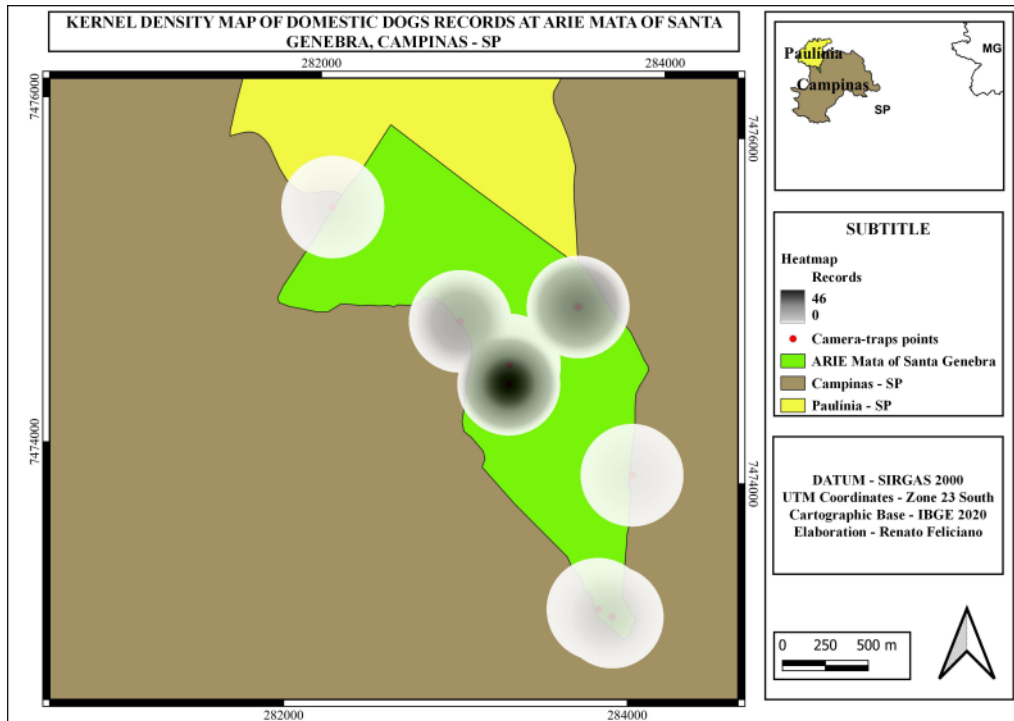 KERNEL DENSITY MAP OF DOMESTIC DOGS RECORDS AT ARIE MATA OF SANTA
GENEBRA, CAMPINAS - SP
282000
284000
7476000
7476000
7474000
7474000
282000
284000
Paulínia
Campinas
SP
MG
SUBTITLE
Heatmap
Records
46
0
Camera-traps points
ARIE Mata of Santa Genebra
Campinas - SP
Paulínia - SP
DATUM - SIRGAS 2000
UTM Coordinates - Zone 23 South
Cartographic Base - IBGE 2020
Elaboration - Renato Feliciano
0 250 500 m